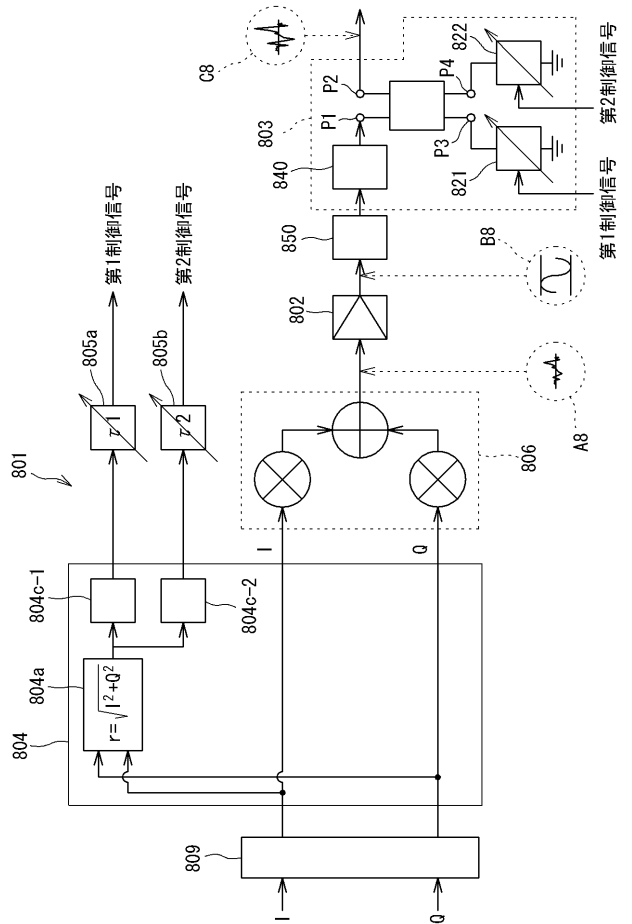 801
804
804a
r=√I²+Q²
804c-1
804c-2
805a
τ1
第1制御信号
805b
τ2
第2制御信号
809
I
Q
I
Q
806
A8
802
B8
850
840
803
P1
P2
P3
P4
C8
821
822
第1制御信号
第2制御信号